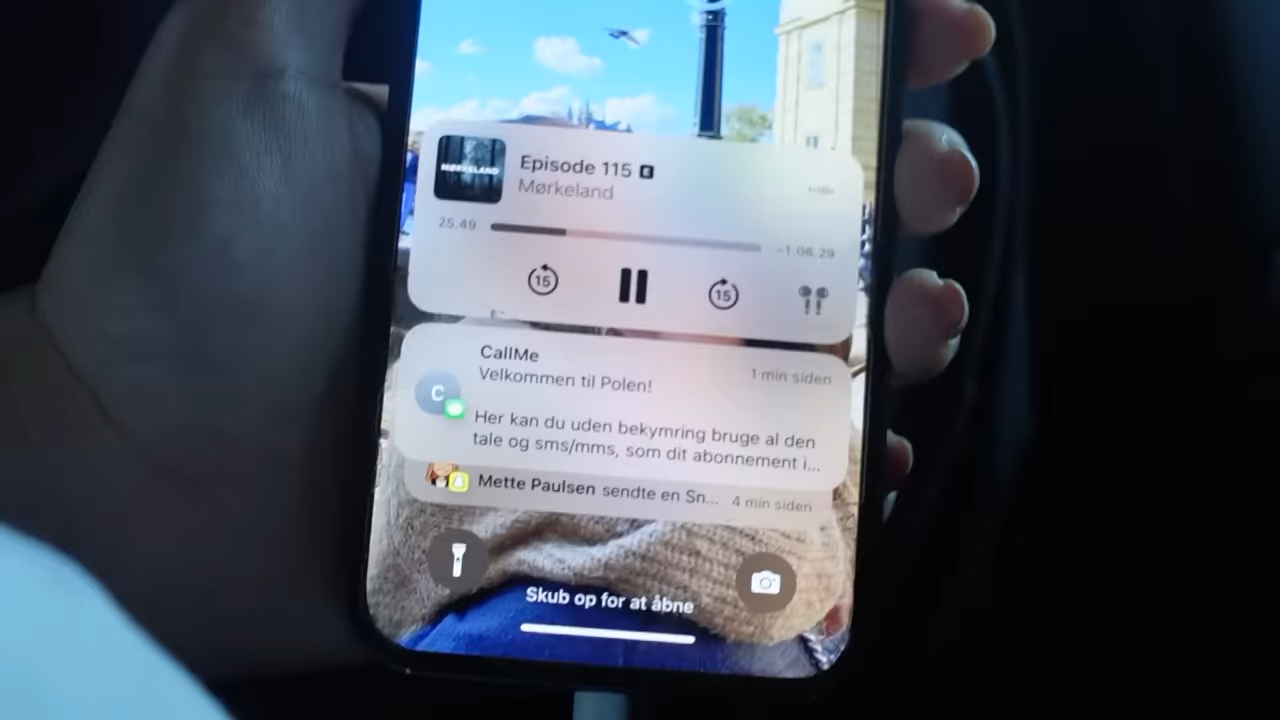 MØRKELAND
Episode 115 E
Mørkeland
25.49
-1.06.29
15
15
CallMe
1 min siden
Velkommen til Polen!
C
Her kan du uden bekymring bruge al den
tale og sms/mms, som dit abonnement i...
Mette Paulsen sendte en Sn...
4 min siden
Skub op for at åbne